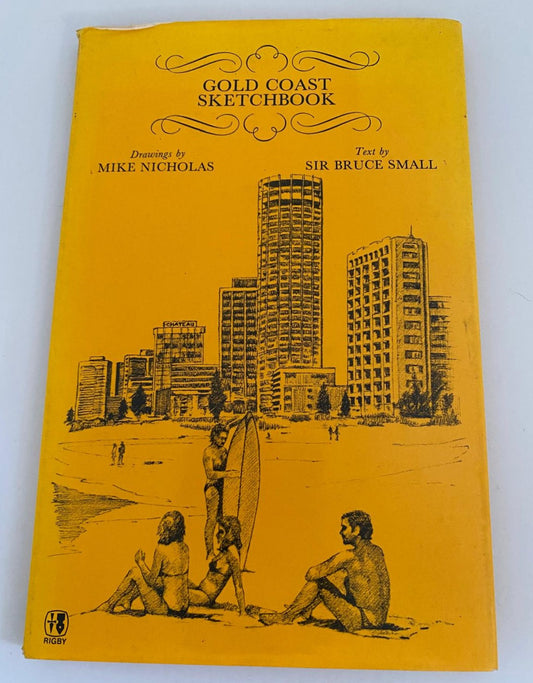 GOLD COAST
SKETCHBOOK
Drawings by
MIKE NICHOLAS
Text by
SIR BRUCE SMALL
CHATEAU
RIGBY